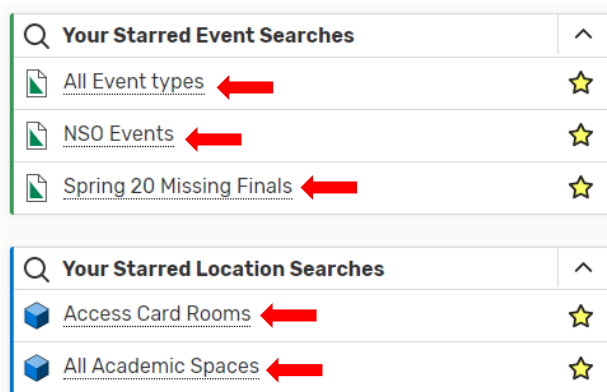 Your Starred Event Searches
All Event types
NSO Events
Spring 20 Missing Finals
Your Starred Location Searches
Access Card Rooms
All Academic Spaces